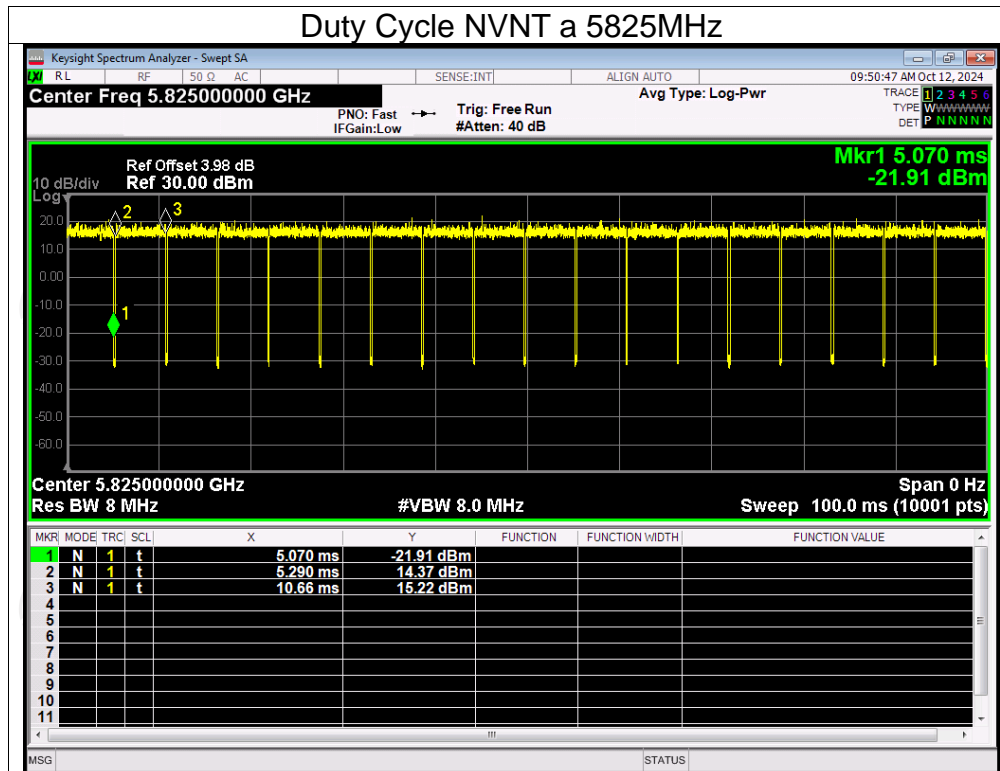 Duty Cycle NVNT a 5825MHz
Keysight Spectrum Analyzer - Swept SA
LXI RL RF 50 Ω AC SENSE:INT ALIGN AUTO 09:50:47 AM Oct 12, 2024
Center Freq 5.825000000 GHz Avg Type: Log-Pwr TRACE 1 2 3 4 5 6
PNO: Fast Trig: Free Run TYPE WWWWWW
IFGain:Low #Atten: 40 dB DET P N N N N N
Ref Offset 3.98 dB Mkr1 5.070 ms
10 dB/div Ref 30.00 dBm -21.91 dBm
Log
20.0
10.0
0.00
-10.0
-20.0
-30.0
-40.0
-50.0
-60.0
2 3
1
Center 5.825000000 GHz Span 0 Hz
Res BW 8 MHz #VBW 8.0 MHz Sweep 100.0 ms (10001 pts)
MKR MODE TRC SCL X Y FUNCTION FUNCTION WIDTH FUNCTION VALUE
1 N 1 t 5.070 ms -21.91 dBm
2 N 1 t 5.290 ms 14.37 dBm
3 N 1 t 10.66 ms 15.22 dBm
4
5
6
7
8
9
10
11
MSG STATUS